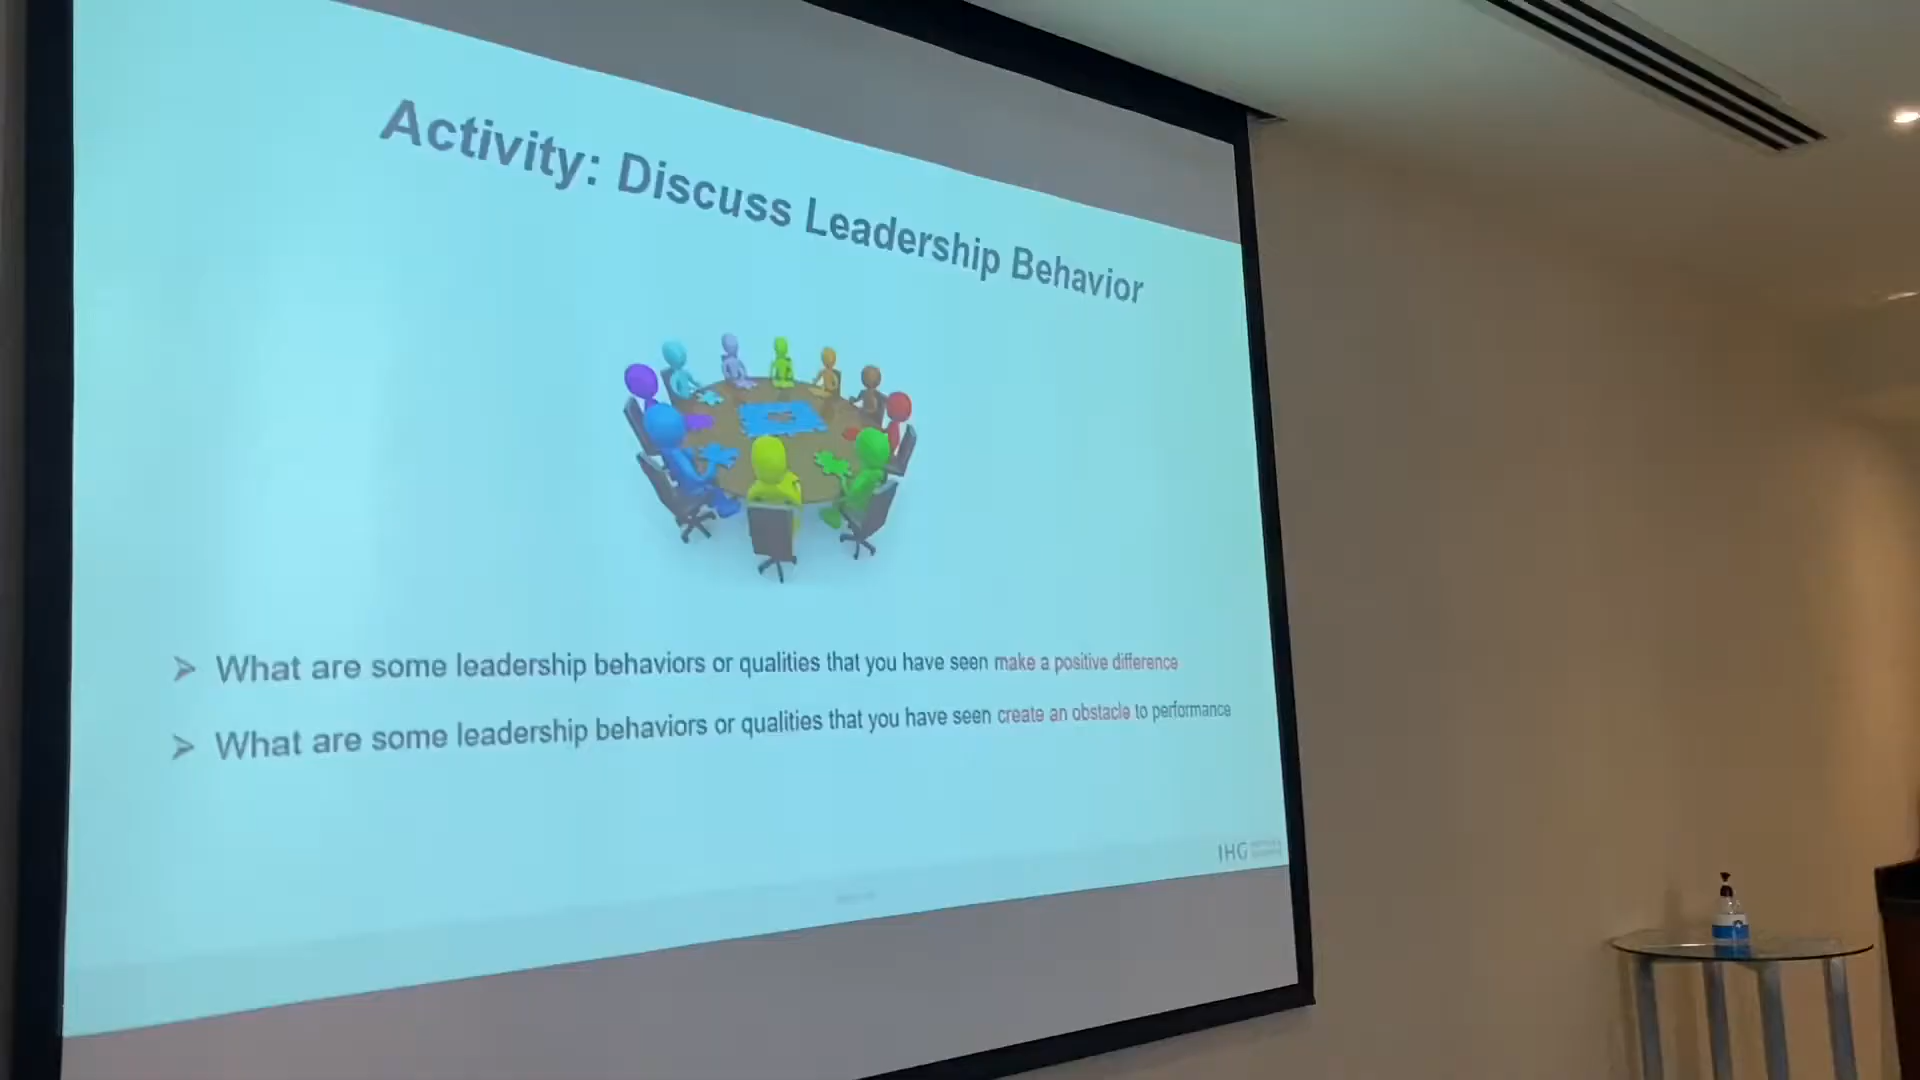 Activity: Discuss Leadership Behavior
➢ What are some leadership behaviors or qualities that you have seen make a positive difference
➢ What are some leadership behaviors or qualities that you have seen create an obstacle to performance
IHG